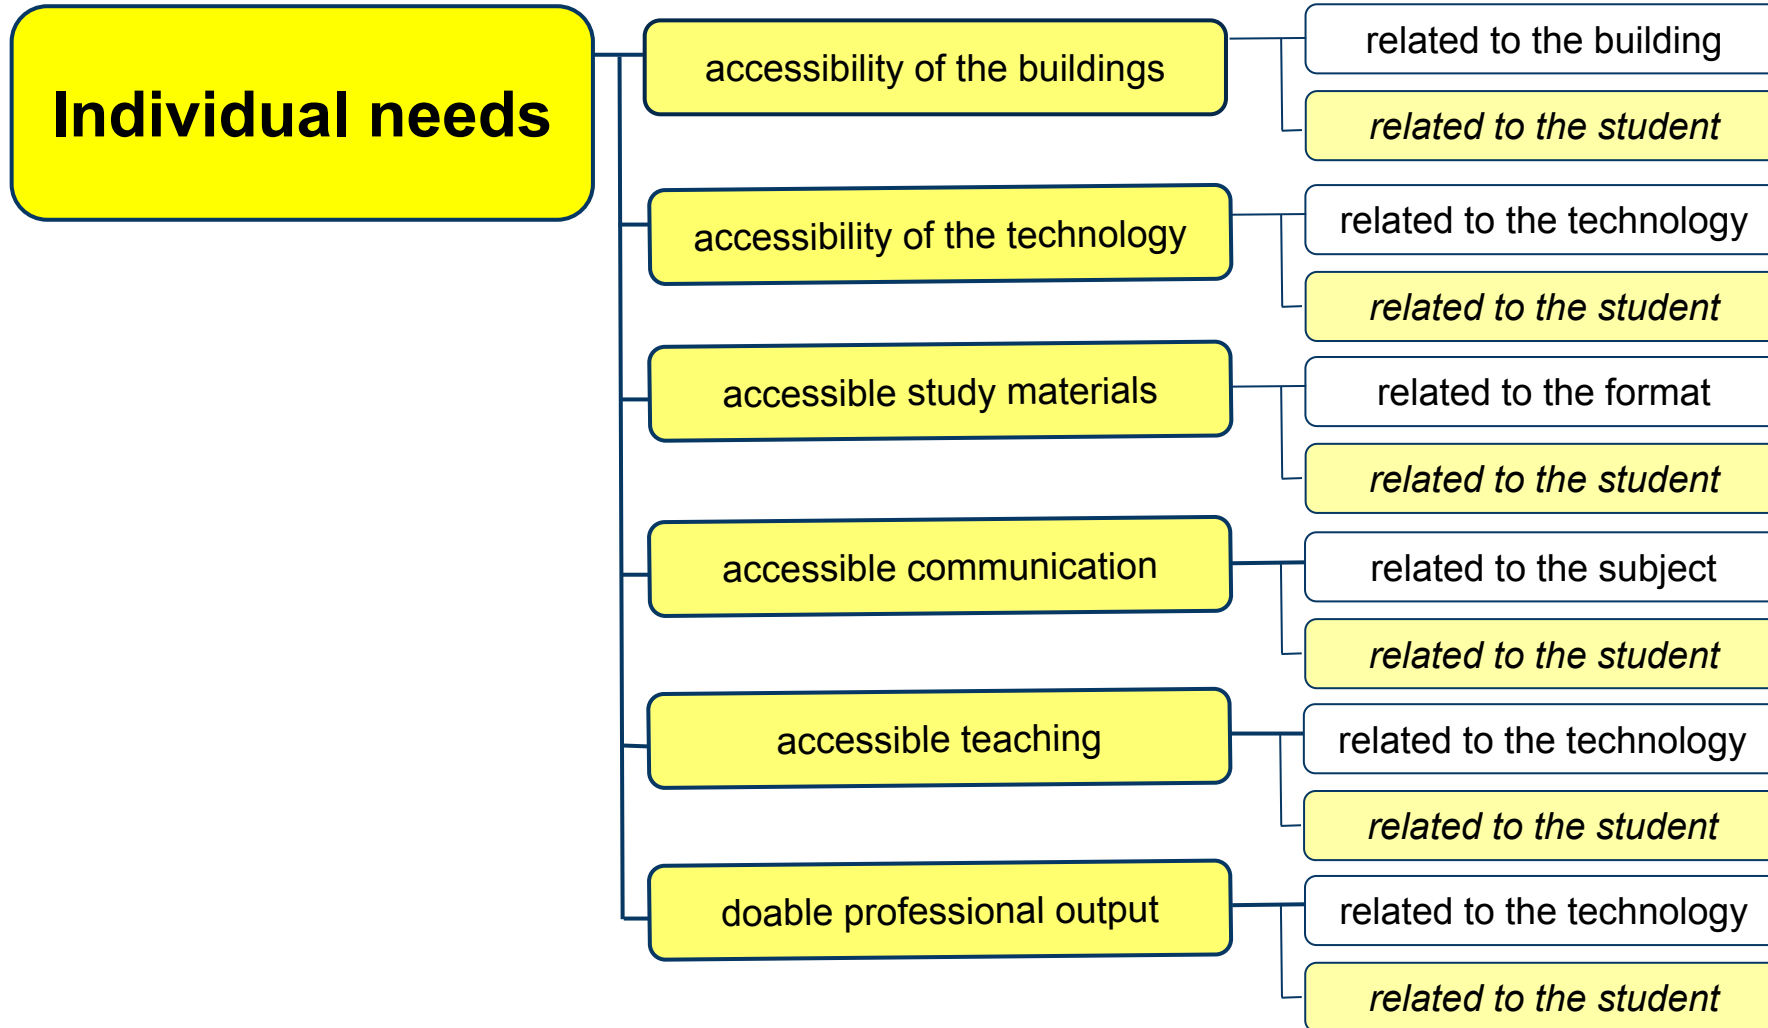 Individual needs
accessibility of the buildings
related to the building
related to the student
accessibility of the technology
related to the technology
related to the student
accessible study materials
related to the format
related to the student
accessible communication
related to the subject
related to the student
accessible teaching
related to the technology
related to the student
doable professional output
related to the technology
related to the student